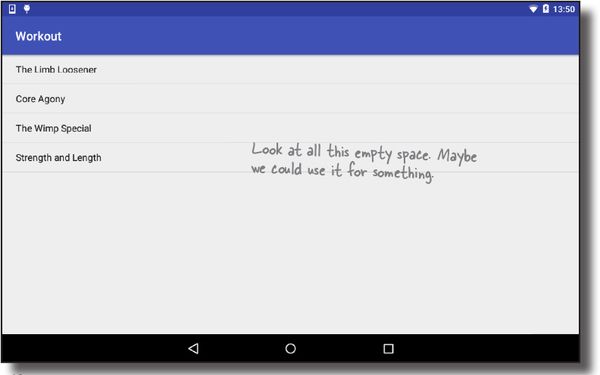 13:50
Workout
The Limb Loosener
Core Agony
The Wimp Special
Strength and Length
Look at all this empty space. Maybe
we could use it for something.